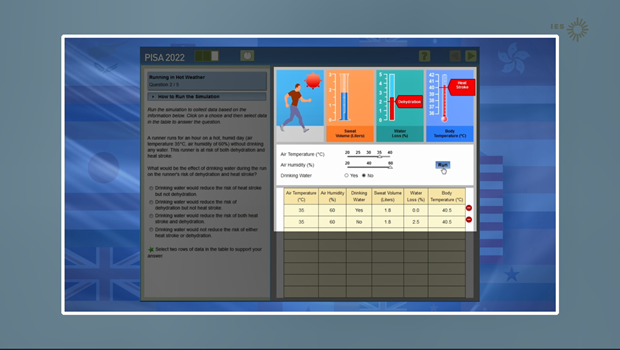 PISA 2022
?
Running in Hot Weather
Question 3 / 6
How to Run the Simulation
Run the simulation to collect data based on the
information below. Click on a choice and then select data
in the table to answer the question.
A runner runs for an hour on a hot, humid day (air
temperature 35°C, air humidity of 60%) without drinking
any water. This runner is at risk of both dehydration and
heat stroke.
What would be the effect of drinking water during the run
on the runner's risk of dehydration and heat stroke?
Drinking water would reduce the risk of heat stroke
but not dehydration.
Drinking water would reduce the risk of dehydration
but not heat stroke.
Drinking water would reduce the risk of both heat
stroke and dehydration.
Drinking water would not reduce the risk of either
heat stroke or dehydration.
Select two rows of data in the table to support your
answer.
Sweat
Volume (Liters)
Dehydration
Water
Loss (%)
Heat
Stroke
Body
Temperature (°C)
Air Temperature (°C) 20 25 30 35 40
Air Humidity (%) 20 40 60
Drinking Water Yes No
Run
Air Temperature (°C) Air Humidity (%) Drinking Water Sweat Volume (Liters) Water Loss (%) Body Temperature (°C)
35 60 Yes 1.8 0.0 40.5
35 60 No 1.8 2.5 40.5